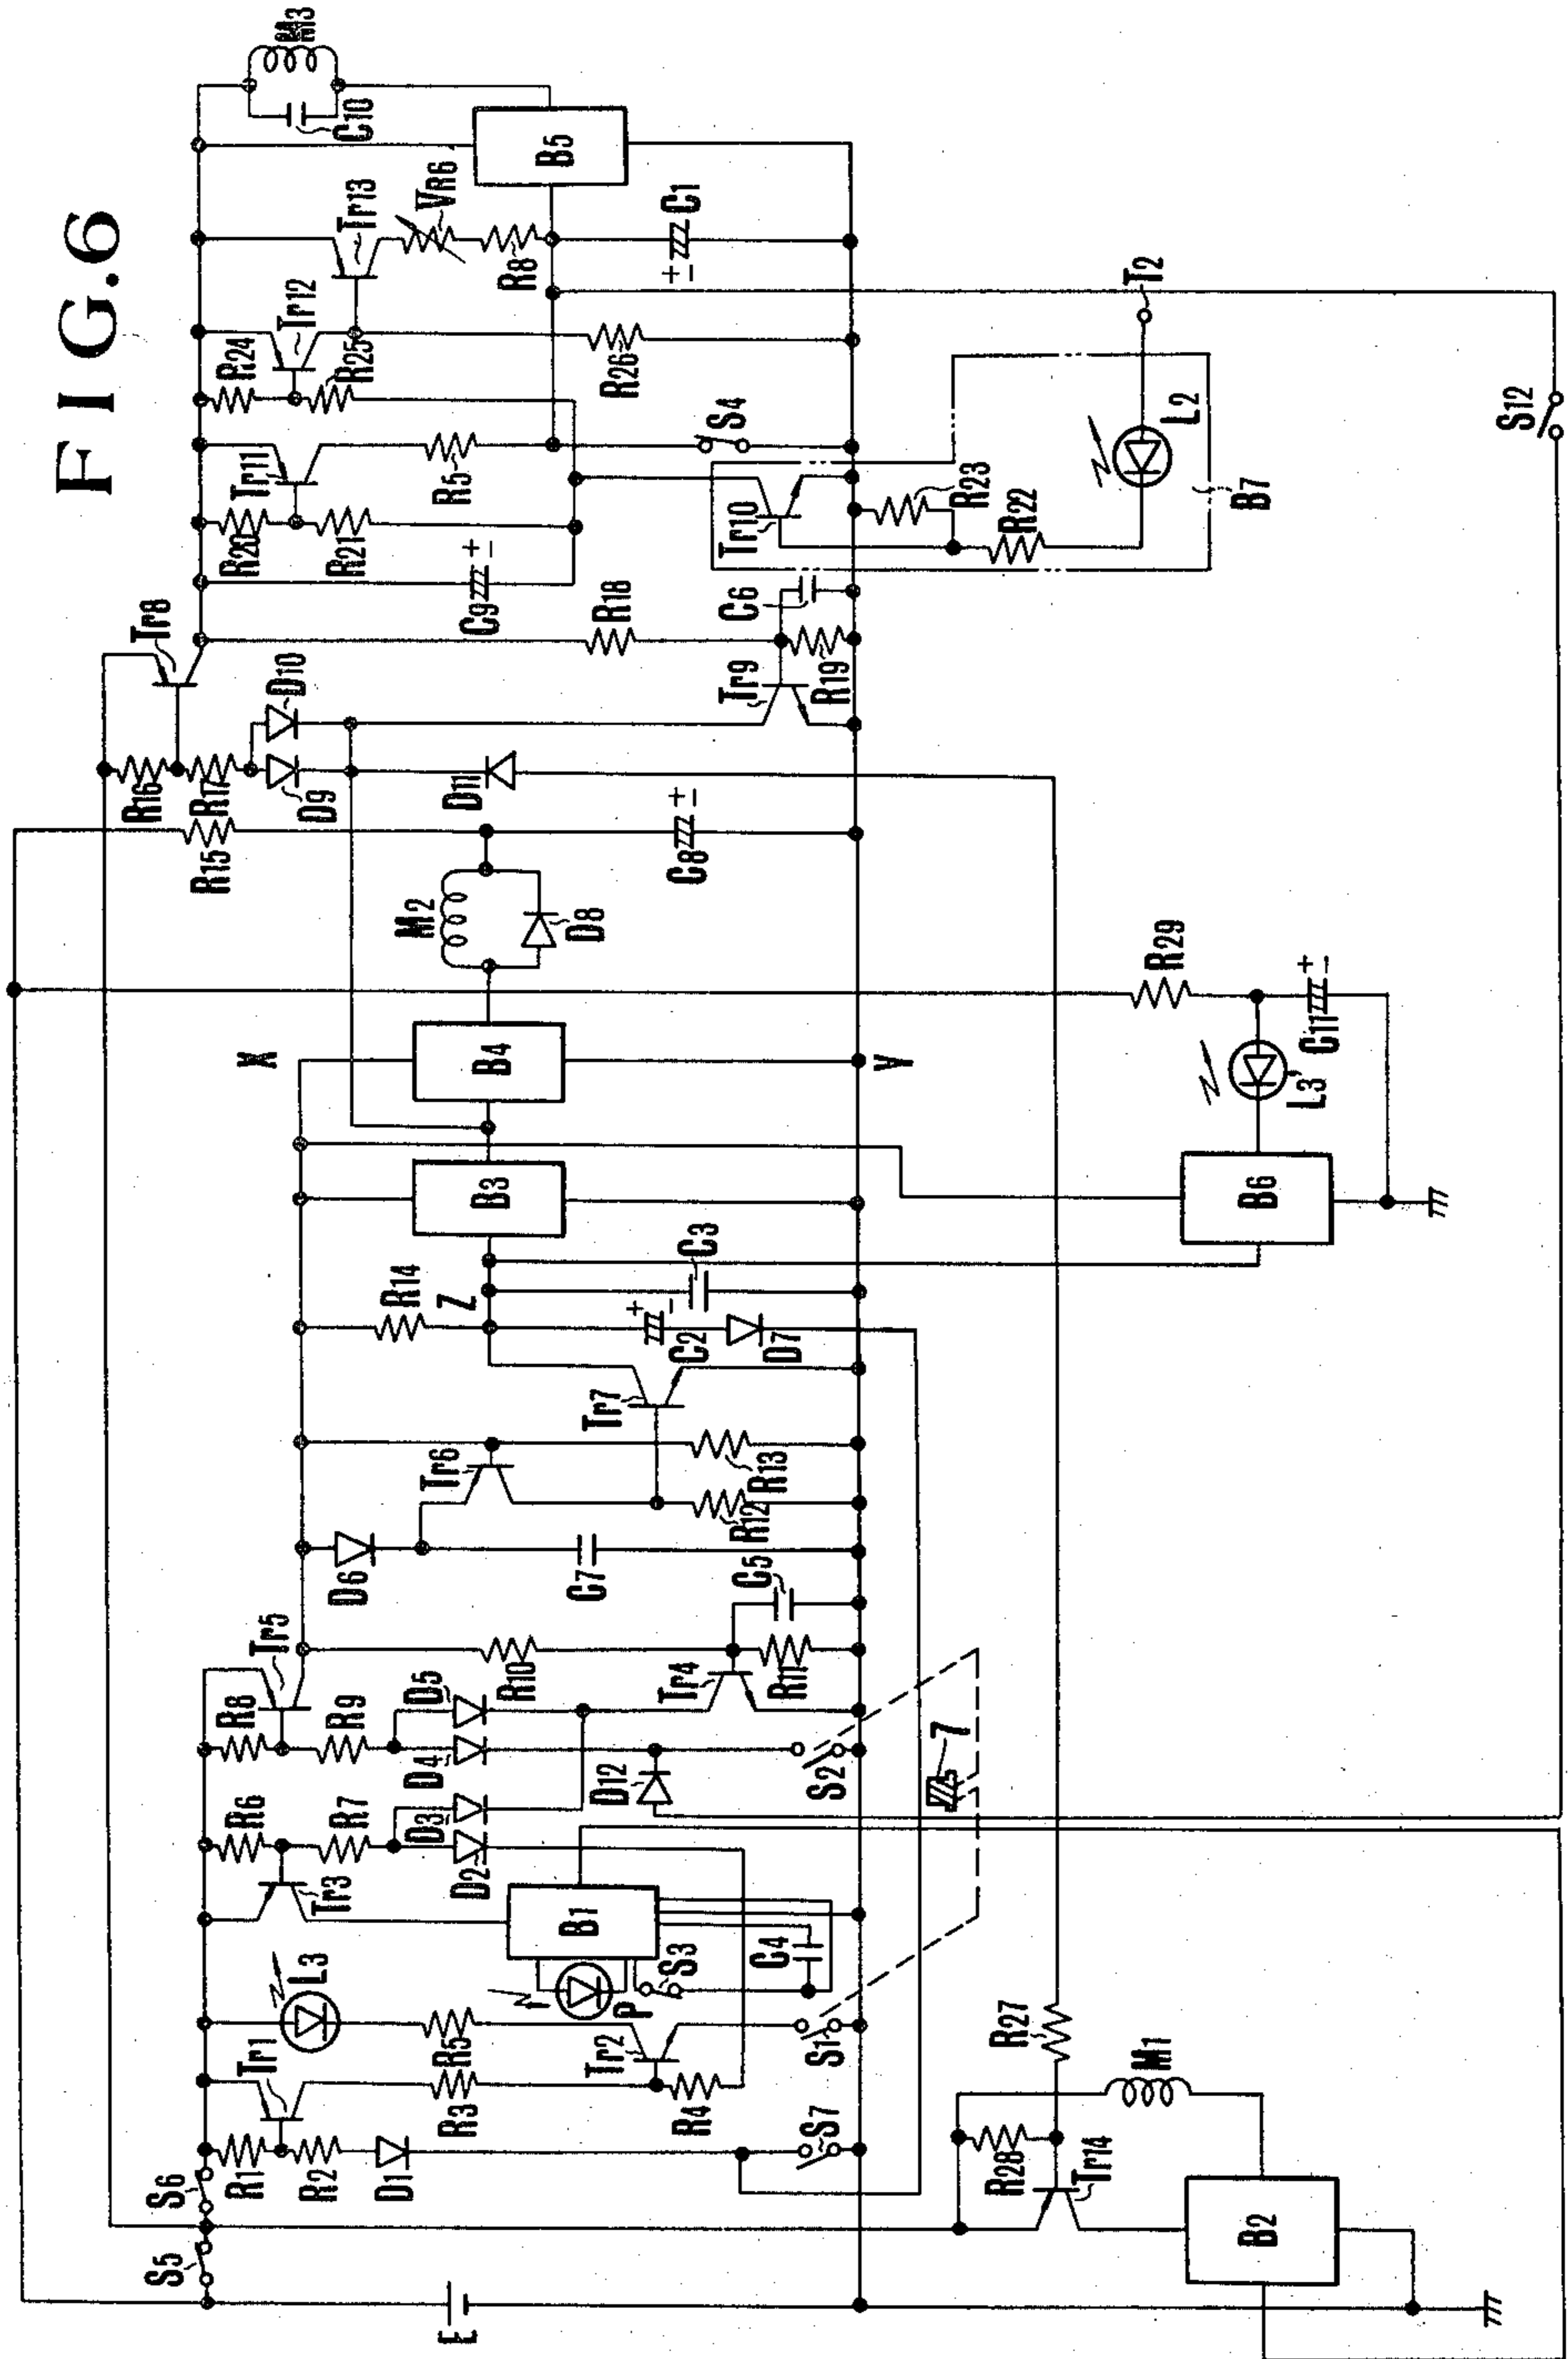 FIG.6
S5
S6
E
R1
R2
D1
Tr1
R3
R4
S7
L3
R5
Tr2
S1
P
S3
B1
C4
Tr3
R6
R7
D2
D3
D12
S2
7
R8
R9
D4
D5
Tr5
R10
Tr4
R11
C5
D6
C7
Tr6
R12
R13
Tr7
R14
Z
C2
D7
C3
B3
X
B4
Y
M2
D8
R15
C8
R16
R17
D9
D10
D11
Tr8
R18
Tr9
R19
C6
C9
R20
R21
Tr11
R5
S4
Tr10
R23
R22
B7
L2
T2
R24
R25
Tr12
R26
Tr13
VR6
R8
C1
B5
C10
M3
S12
R29
L3'
C11
B6
R27
R28
Tr14
M1
B2